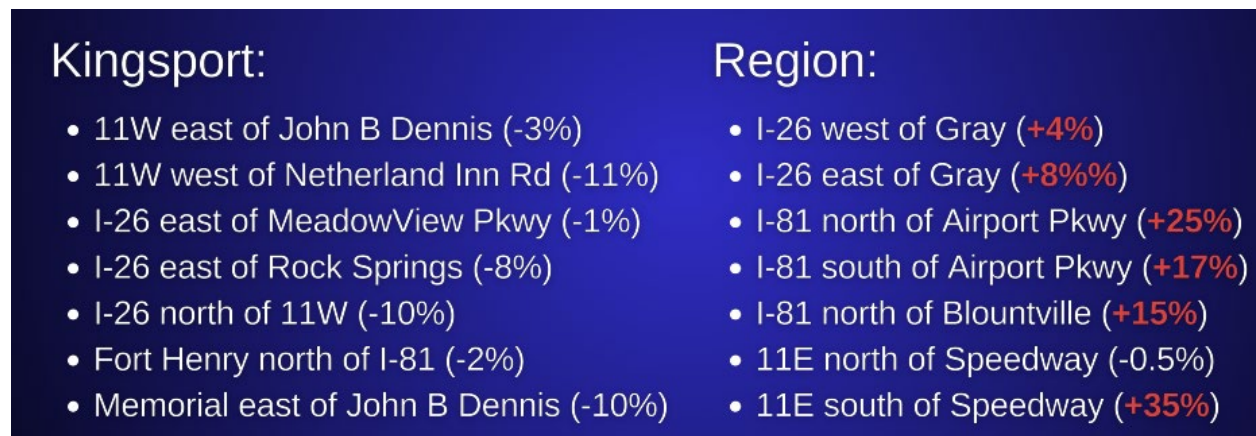 Kingsport:
• 11W east of John B Dennis (-3%)
• 11W west of Netherland Inn Rd (-11%)
• I-26 east of MeadowView Pkwy (-1%)
• I-26 east of Rock Springs (-8%)
• I-26 north of 11W (-10%)
• Fort Henry north of I-81 (-2%)
• Memorial east of John B Dennis (-10%)
Region:
• I-26 west of Gray (+4%)
• I-26 east of Gray (+8%%)
• I-81 north of Airport Pkwy (+25%)
• I-81 south of Airport Pkwy (+17%)
• I-81 north of Blountville (+15%)
• 11E north of Speedway (-0.5%)
• 11E south of Speedway (+35%)